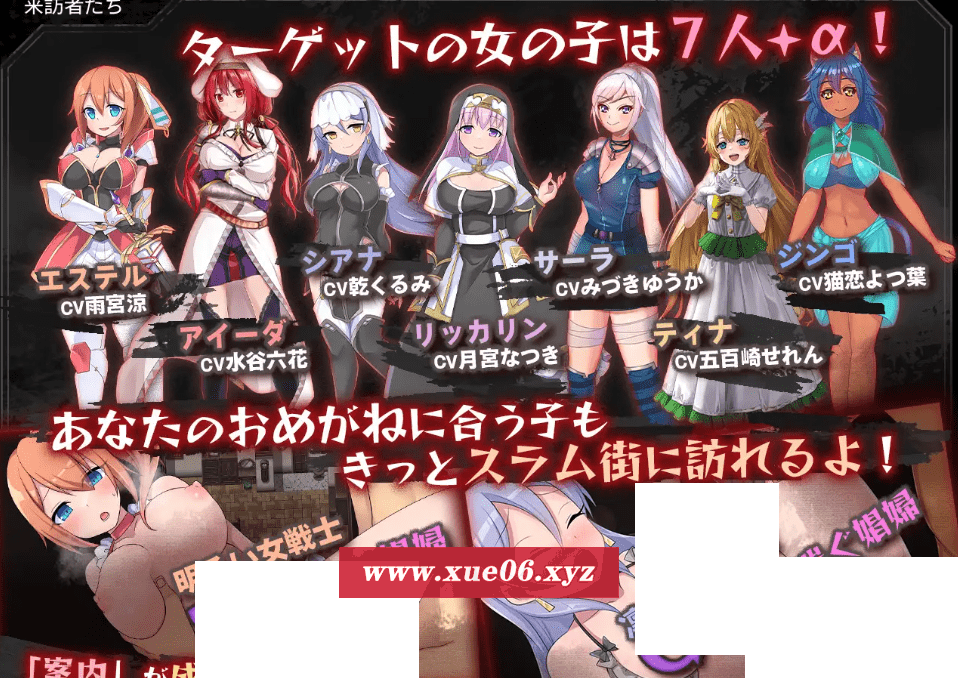 来訪者たち
ターゲットの女の子は7人+α!
エステル
CV雨宮涼
アイーダ
CV水谷六花
シアナ
CV乾くるみ
リッカリン
CV月宮なつき
サーラ
CVみづきゆうか
ティナ
CV五百崎せれん
ジンゴ
CV猫恋よつ葉
あなたのおめがねに合う子も
きっとスラム街に訪れるよ!
い女戦士
娼婦
ぐ娼婦
www.xue06.xyz
「案内」が